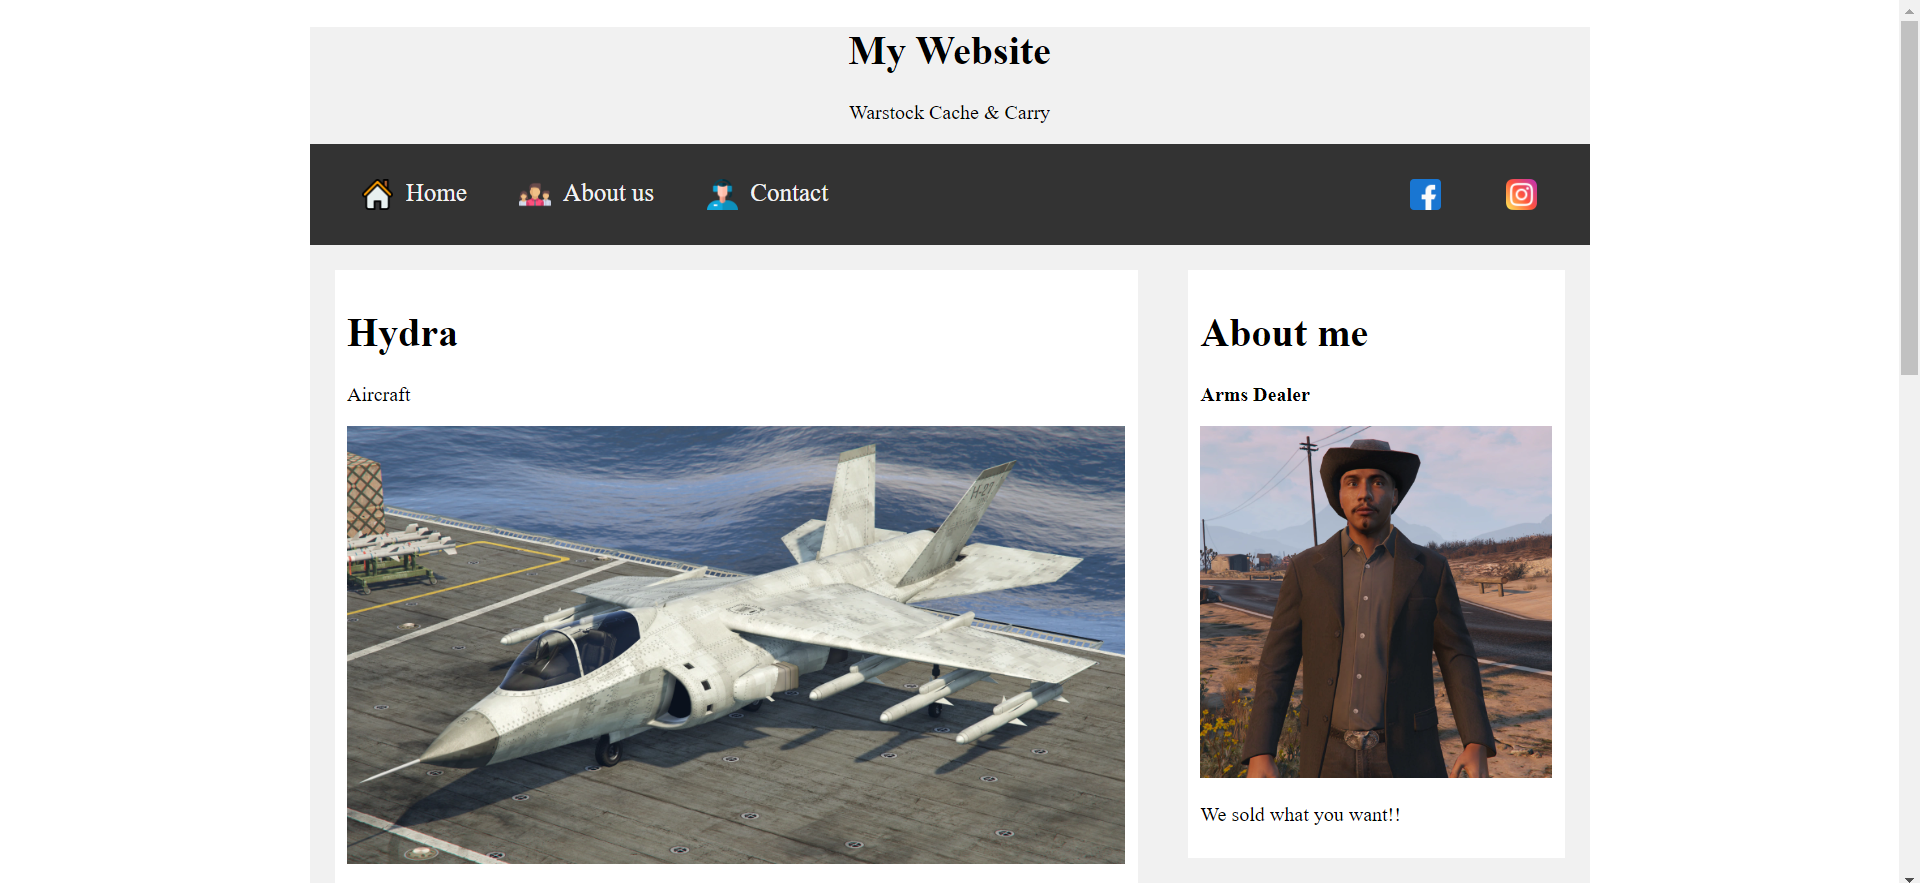 My Website
Warstock Cache & Carry
Home
About us
Contact
Hydra
Aircraft
H-27
About me
Arms Dealer
We sold what you want!!